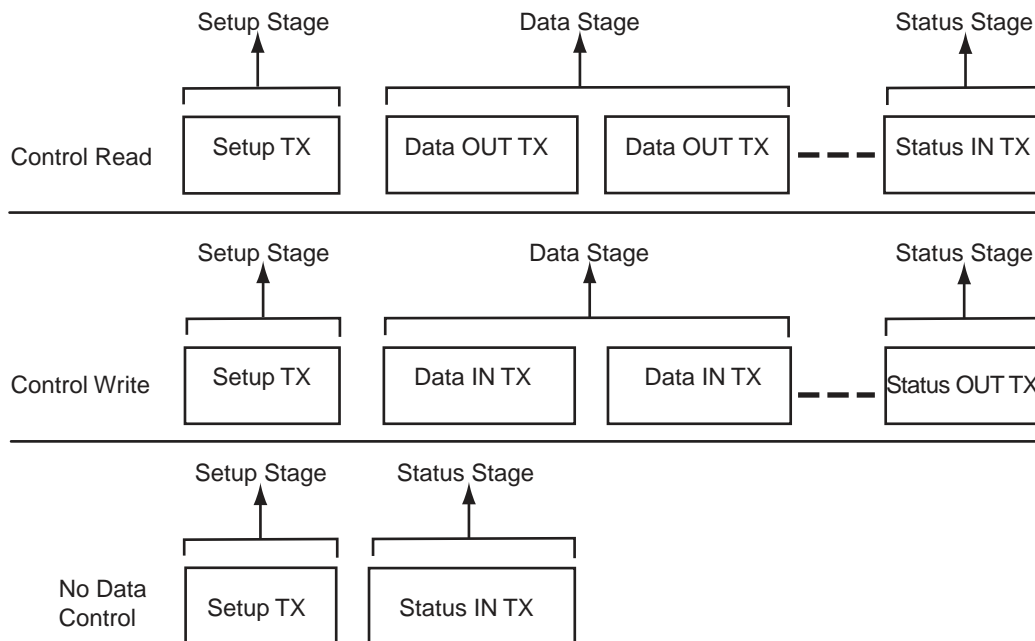 Setup Stage Data Stage Status Stage
Control Read Setup TX Data OUT TX Data OUT TX Status IN TX
Setup Stage Data Stage Status Stage
Control Write Setup TX Data IN TX Data IN TX Status OUT TX
Setup Stage Status Stage
No Data
Control Setup TX Status IN TX